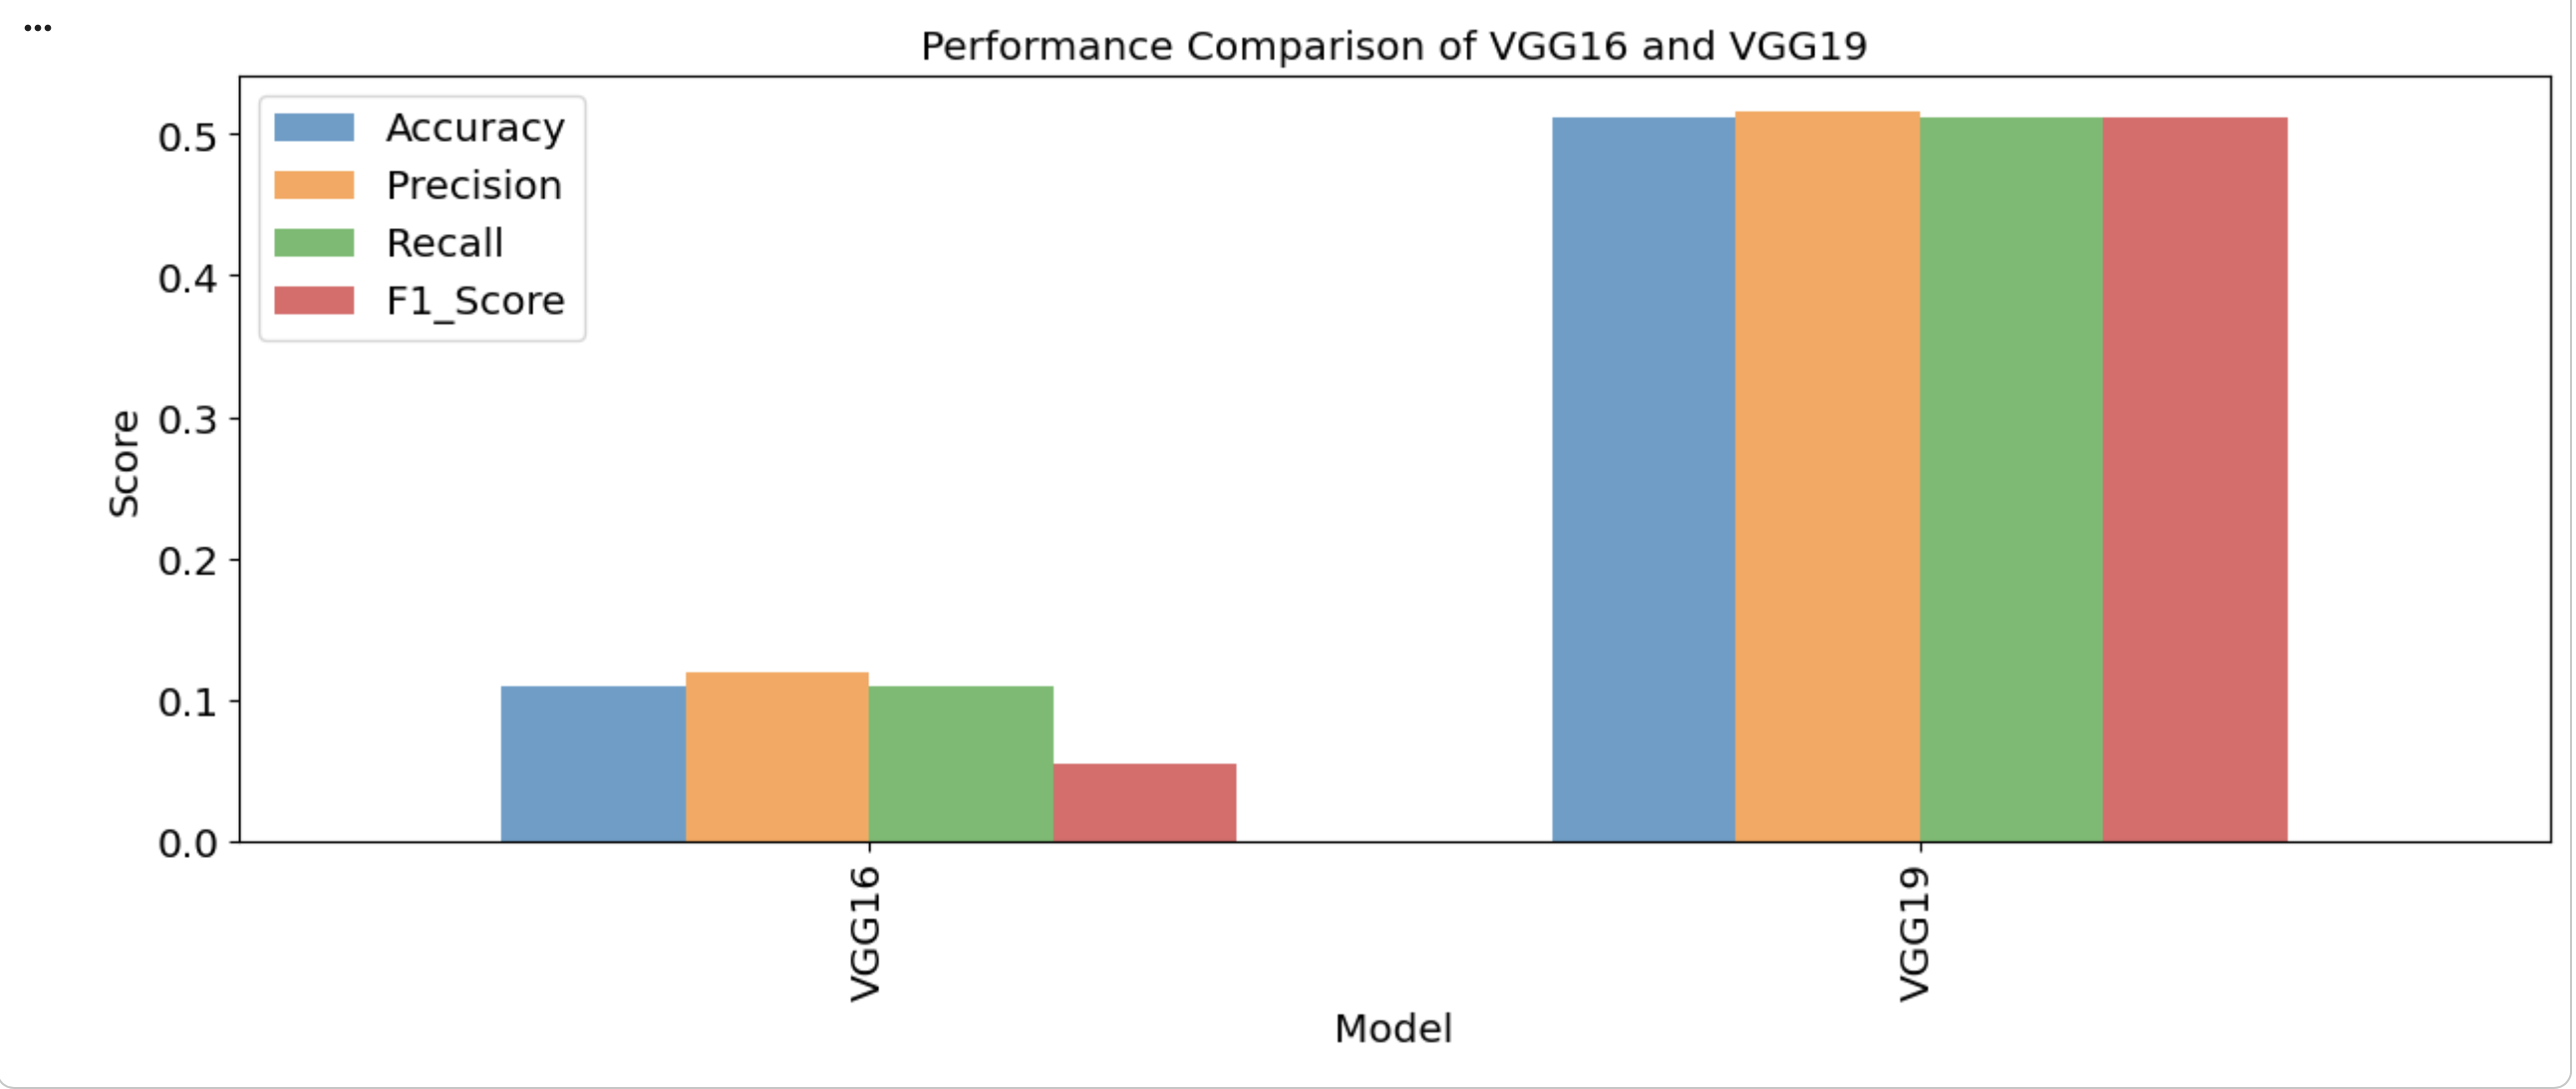 ...
Performance Comparison of VGG16 and VGG19
Accuracy
Precision
Recall
F1_Score
0.5
0.4
0.3
0.2
0.1
0.0
Score
VGG16
VGG19
Model